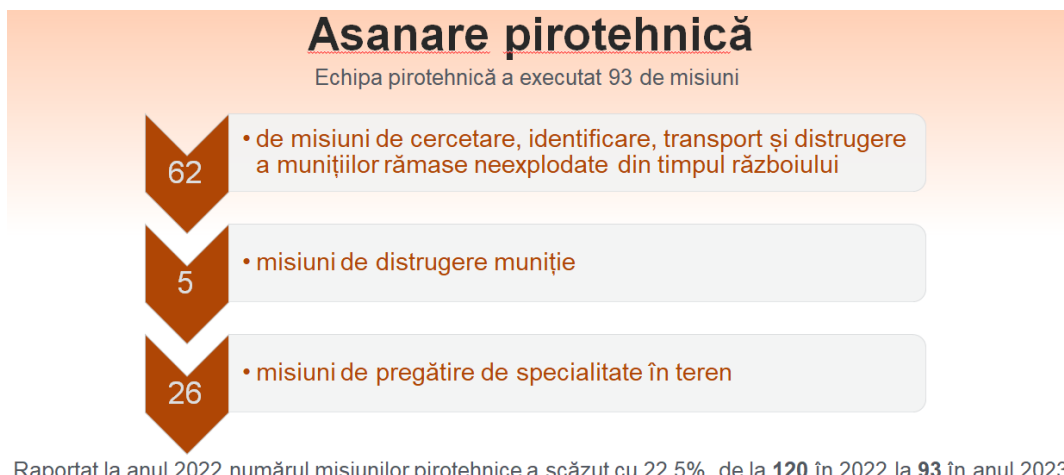 Asanare pirotehnică
Echipa pirotehnică a executat 93 de misiuni
62
• de misiuni de cercetare, identificare, transport și distrugere
a munițiilor rămase neexplodate din timpul războiului
5
• misiuni de distrugere muniție
26
• misiuni de pregătire de specialitate în teren
Raportat la anul 2022 numărul misiunilor pirotehnice a scăzut cu 22,5%, de la 120 în 2022 la 93 în anul 2023